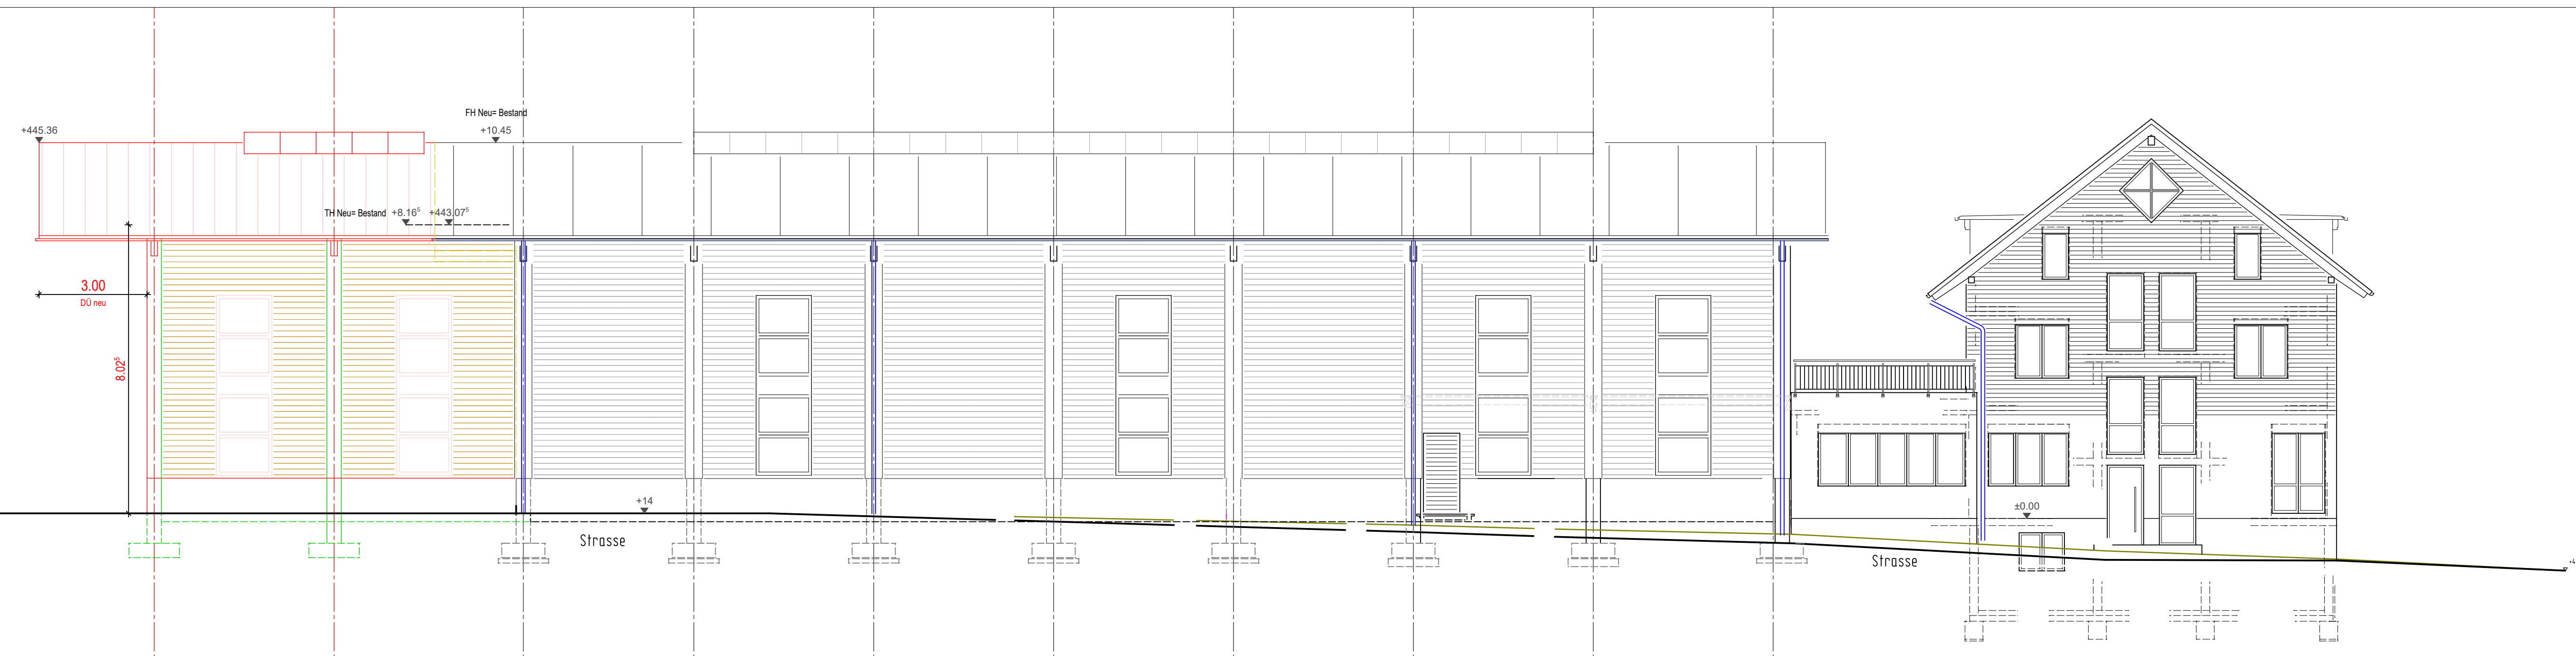 FH Neu= Bestand
+445.36
+10.45
TH Neu= Bestand +8.16⁵ +443.07⁵
3.00
DÜ neu
8.02⁵
+14
±0.00
Strasse
Strasse
+4